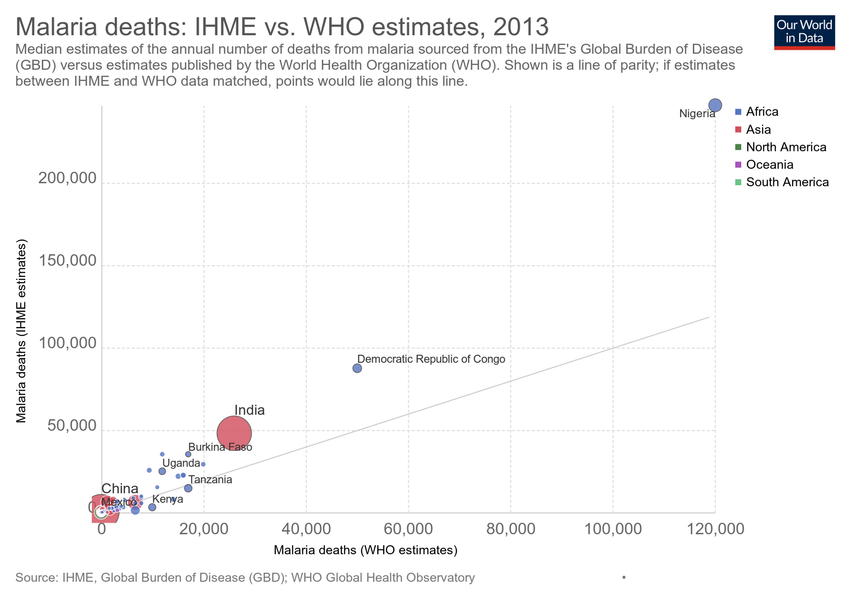 Malaria deaths: IHME vs. WHO estimates, 2013
Our World
in Data
Median estimates of the annual number of deaths from malaria sourced from the IHME's Global Burden of Disease
(GBD) versus estimates published by the World Health Organization (WHO). Shown is a line of parity; if estimates
between IHME and WHO data matched, points would lie along this line.
Nigeria
Africa
Asia
North America
Oceania
South America
200,000
150,000
100,000
50,000
0
Malaria deaths (IHME estimates)
Democratic Republic of Congo
India
Burkina Faso
Uganda
Tanzania
China
Mexico
Kenya
0
20,000
40,000
60,000
80,000
100,000
120,000
Malaria deaths (WHO estimates)
Source: IHME, Global Burden of Disease (GBD); WHO Global Health Observatory